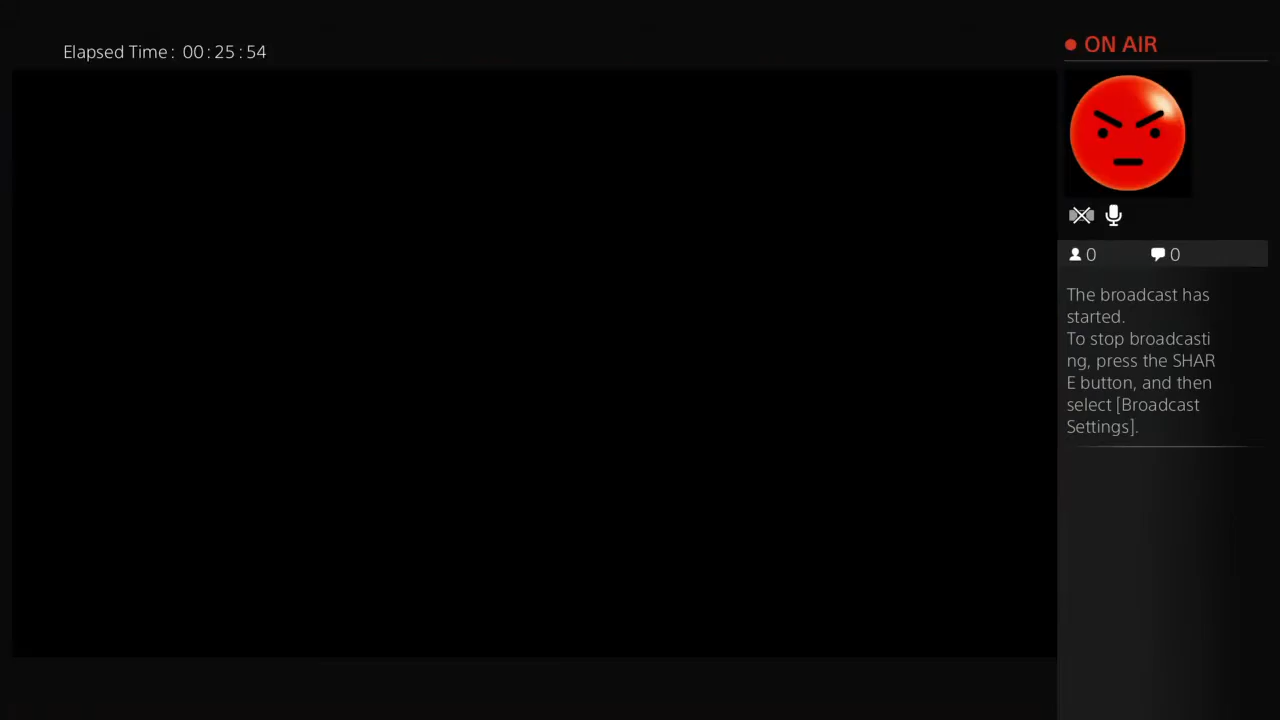 Elapsed Time: 00:25:54
ON AIR
0 0
The broadcast has
started.
To stop broadcasti
ng, press the SHAR
E button, and then
select [Broadcast
Settings].